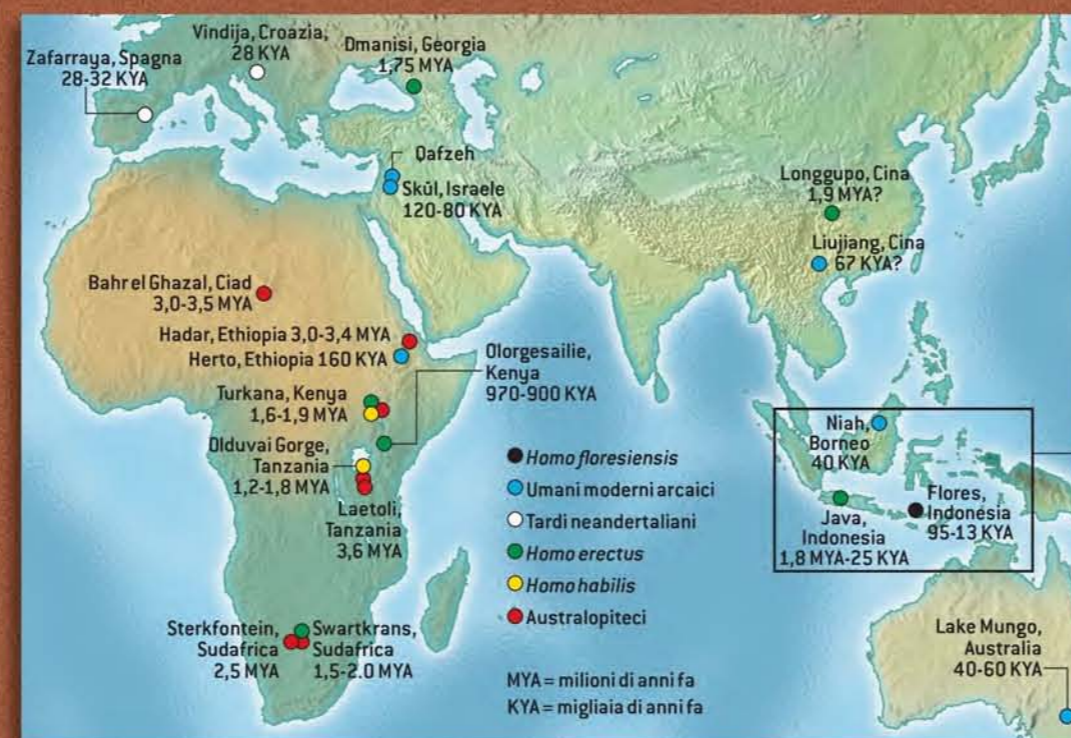 Vindija, Croazia,
28 KYA
Zafarraya, Spagna
28-32 KYA
Dmanisi, Georgia
1,75 MYA
Qafzeh
Skūl, Israele
120-80 KYA
Longgupo, Cina
1,9 MYA?
Liujiang, Cina
67 KYA?
Bahr el Ghazal, Ciad
3,0-3,5 MYA
Hadar, Ethiopia 3,0-3,4 MYA
Herto, Ethiopia 160 KYA
Olorgesailie,
Kenya
970-900 KYA
Turkana, Kenya
1,6-1,9 MYA
Olduvai Gorge,
Tanzania
1,2-1,8 MYA
Laetoli,
Tanzania
3,6 MYA
Sterkfontein,
Sudafrica
2,5 MYA
Swartkrans,
Sudafrica
1,5-2.0 MYA
Homo floresiensis
Umani moderni arcaici
Tardi neandertaliani
Homo erectus
Homo habilis
Australopiteci
MYA = milioni di anni fa
KYA = migliaia di anni fa
Niah,
Borneo
40 KYA
Flores,
Indonesia
95-13 KYA
Java,
Indonesia
1,8 MYA-25 KYA
Lake Mungo,
Australia
40-60 KYA